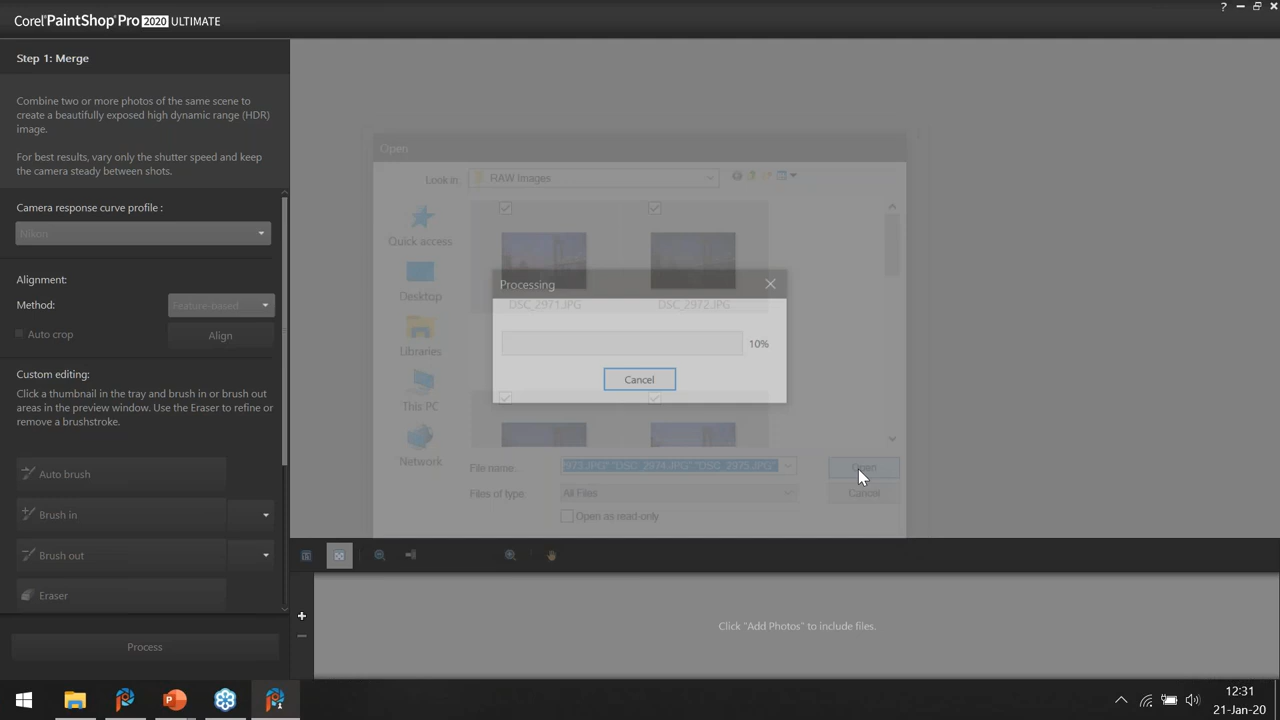 Corel PaintShop Pro 2020 ULTIMATE
?
Step 1: Merge
Combine two or more photos of the same scene to
create a beautifully exposed high dynamic range (HDR)
image.
For best results, vary only the shutter speed and keep
the camera steady between shots.
Camera response curve profile :
Nikon
Alignment:
Method:
Feature-based
Auto crop
Align
Custom editing:
Click a thumbnail in the tray and brush in or brush out
areas in the preview window. Use the Eraser to refine or
remove a brushstroke.
Auto brush
Brush in
Brush out
Eraser
Process
Open
Look in:
RAW Images
Quick access
Desktop
Libraries
This PC
Network
DSC_2971.JPG
DSC_2972.JPG
Processing
10%
Cancel
File name:
973.JPG" "DSC_2974.JPG" "DSC_2975.JPG"
Open
Files of type:
All Files
Cancel
Open as read-only
Click "Add Photos" to include files.
12:31
21-Jan-20